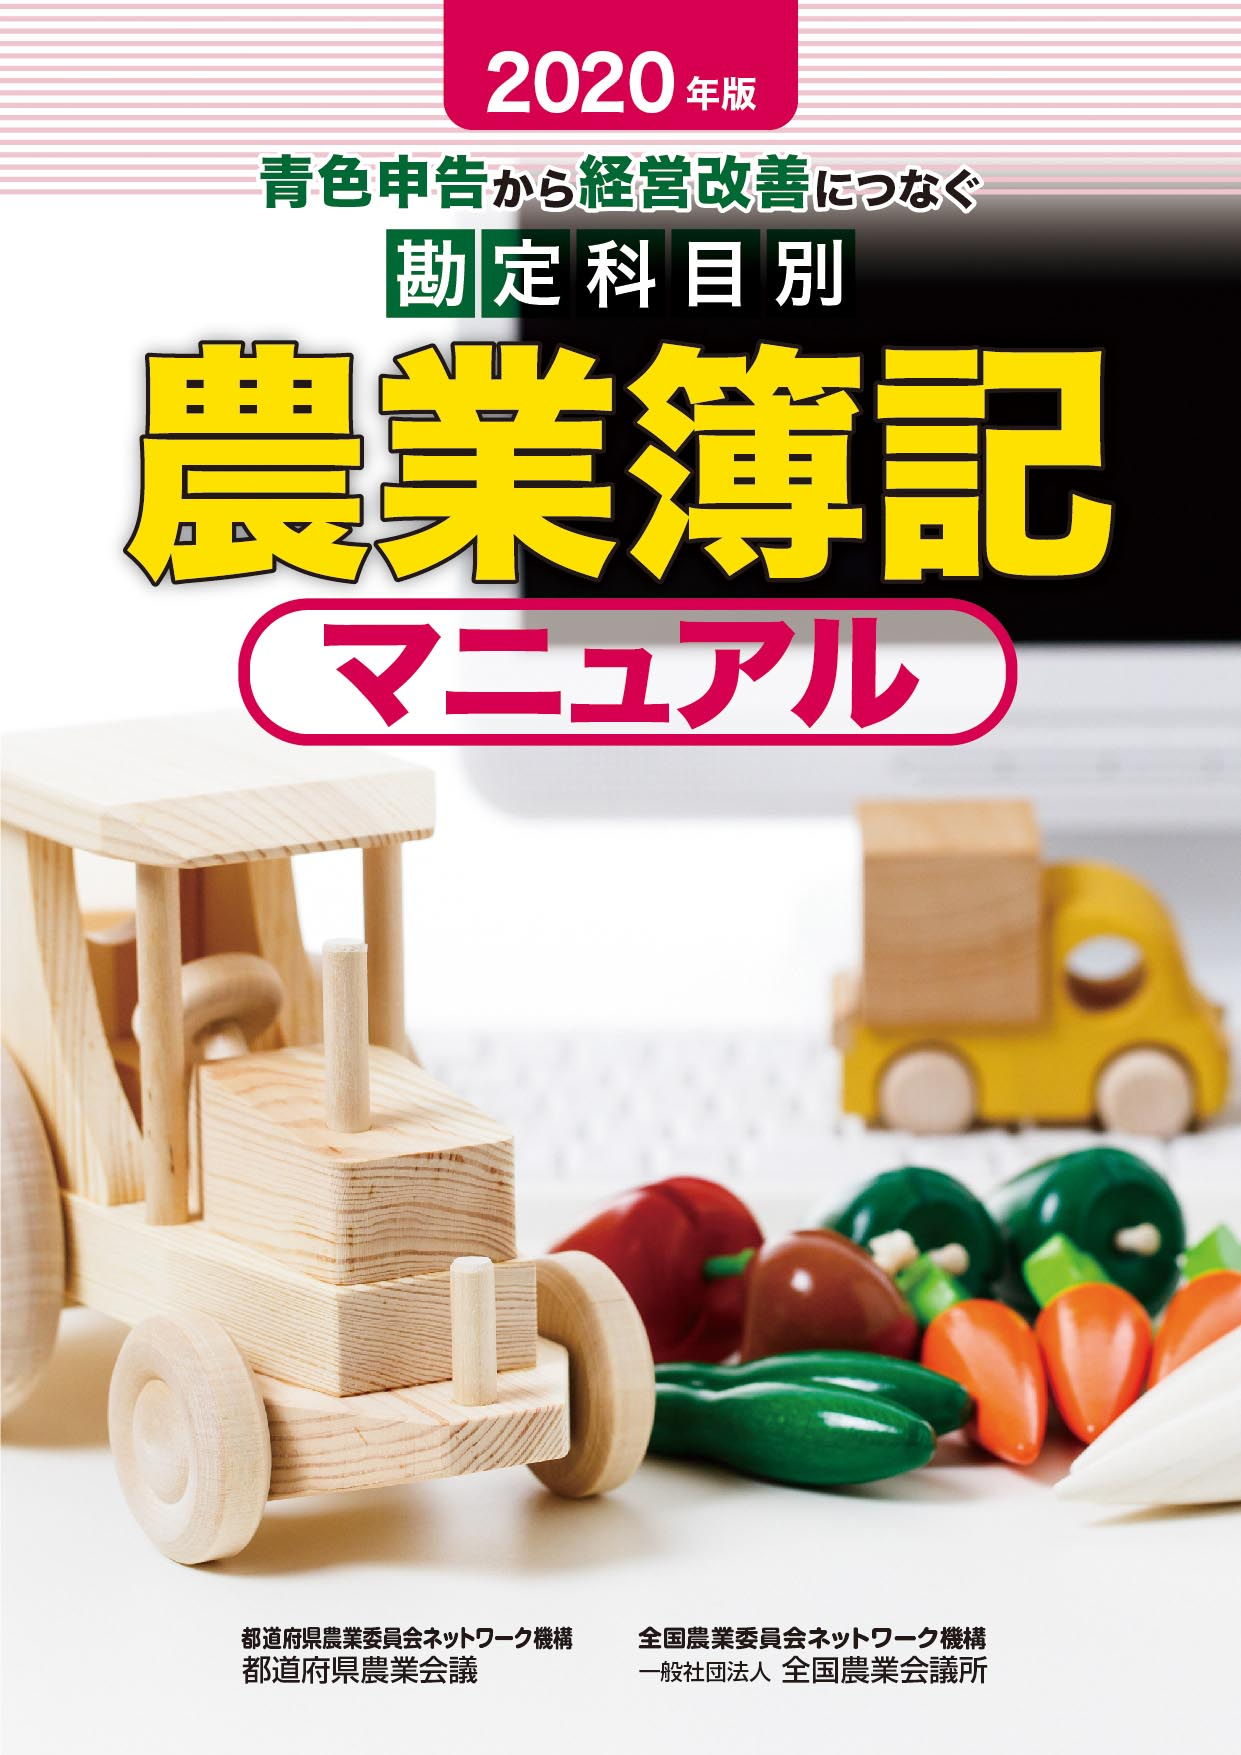 2020年版
青色申告から経営改善につなぐ
勘定科目別
農業簿記
マニュアル
都道府県農業委員会ネットワーク機構
都道府県農業会議
全国農業委員会ネットワーク機構
一般社団法人 全国農業会議所